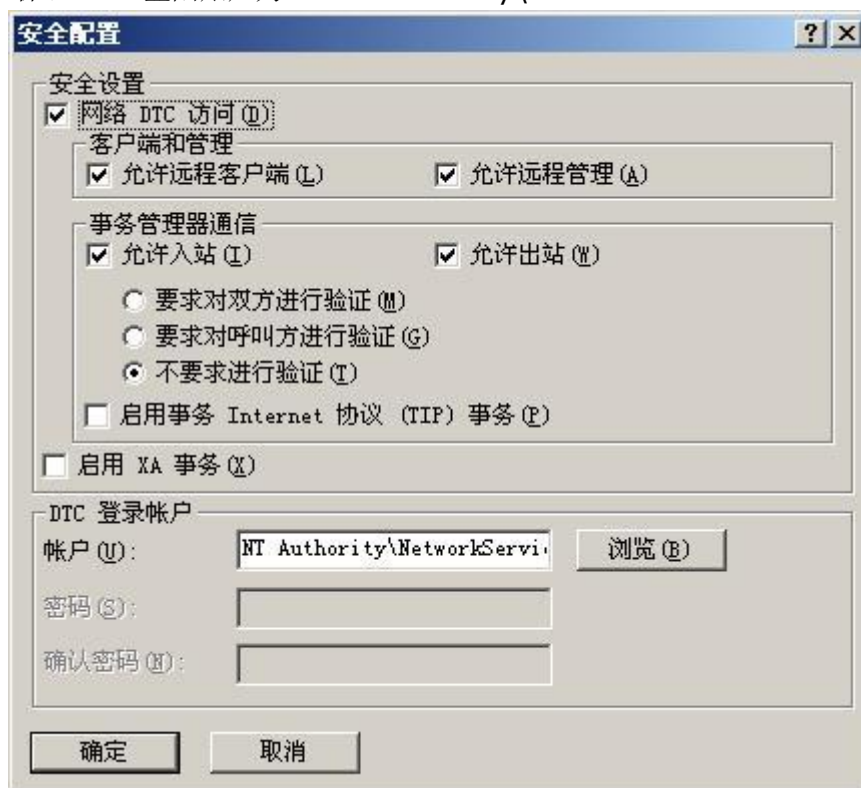 安全配置
安全设置
网络 DTC 访问(D)
客户端和管理
允许远程客户端(L) 允许远程管理(A)
事务管理器通信
允许入站(I) 允许出站(W)
要求对双方进行验证(M)
要求对呼叫方进行验证(G)
不要求进行验证(T)
启用事务 Internet 协议 (TIP) 事务(P)
启用 XA 事务(X)
DTC 登录帐户
帐户(U): NT Authority\NetworkServi 浏览(B)
密码(S):
确认密码(N):
确定 取消